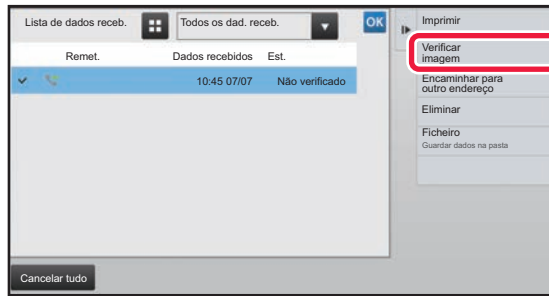 Lista de dados receb.
Todos os dad. receb.
OK
Remet.
Dados recebidos
Est.
10:45 07/07
Não verificado
Cancelar tudo
Imprimir
Verificar
imagem
Encaminhar para
outro endereço
Eliminar
Ficheiro
Guardar dados na pasta